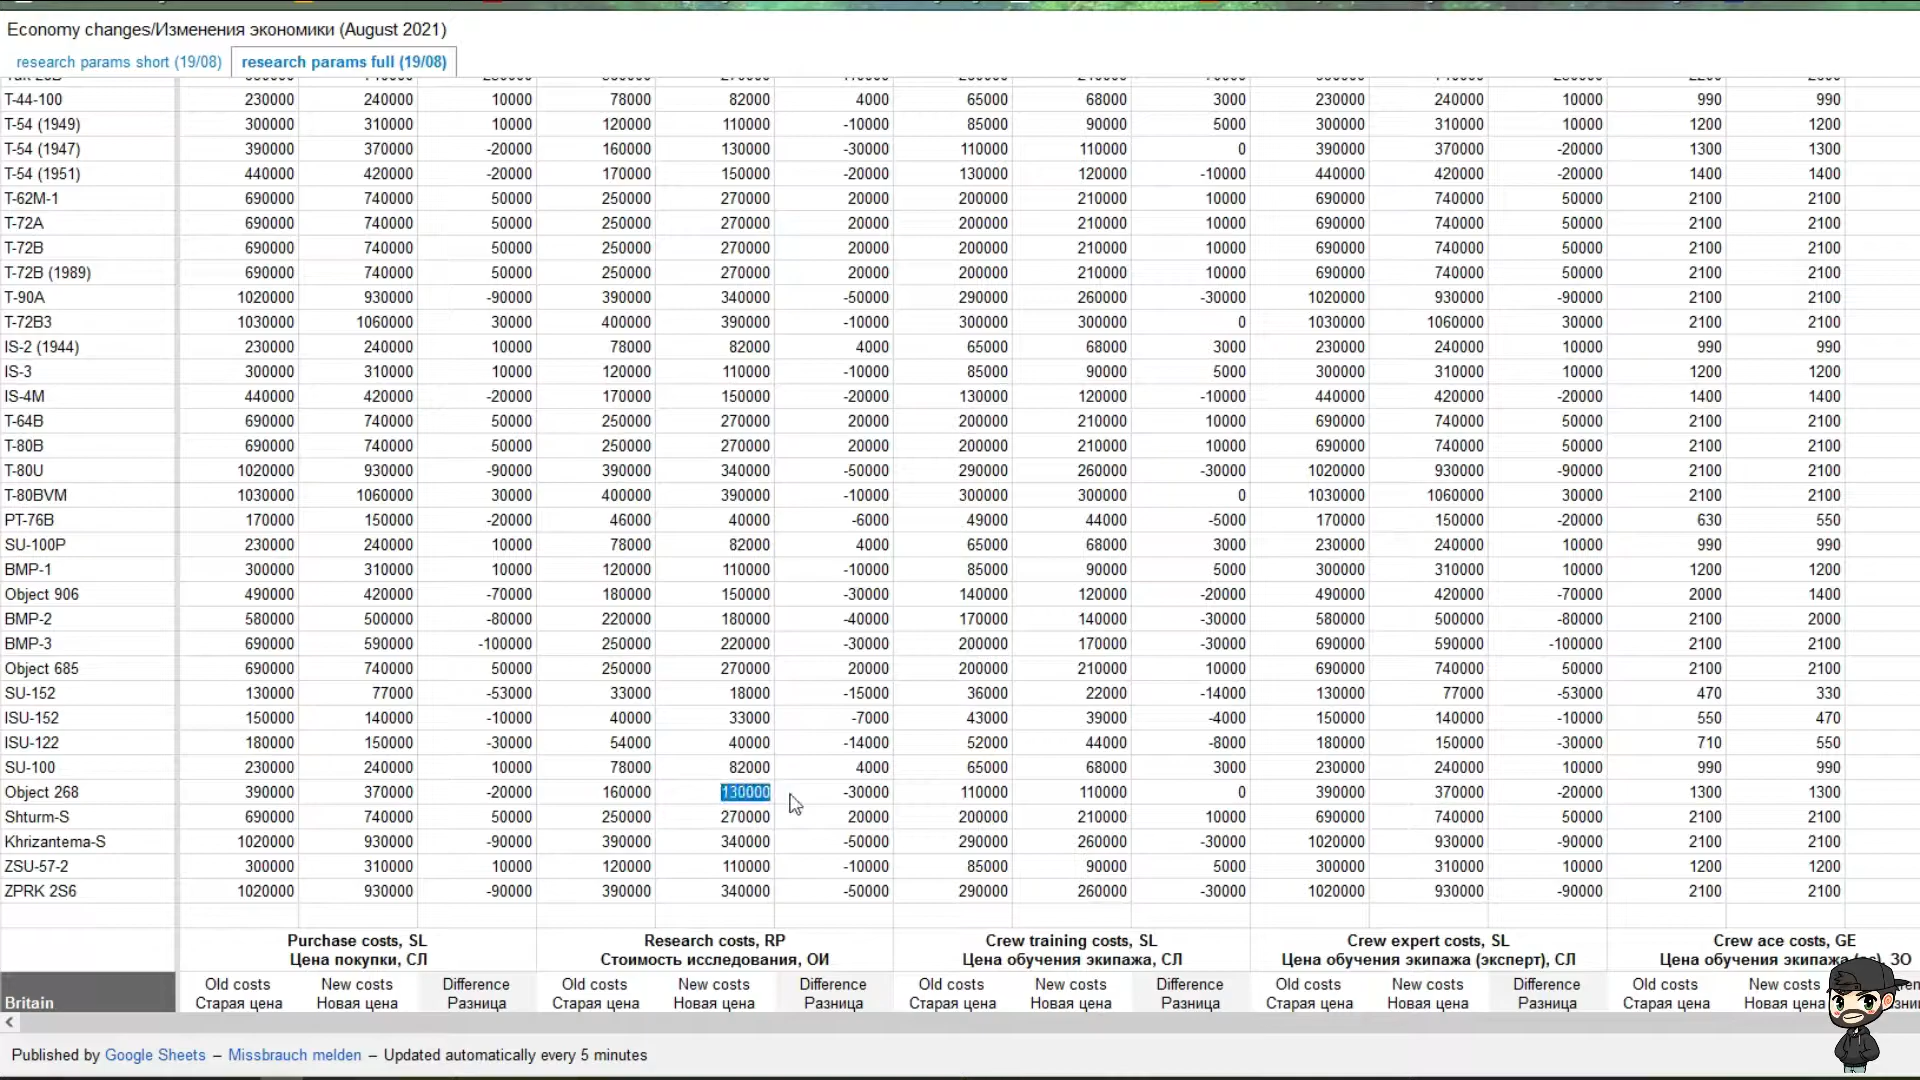 Economy changes/Изменения экономики (August 2021)
research params short (19/08) research params full (19/08)
T-44-100 230000 240000 10000 78000 82000 4000 65000 68000 3000 230000 240000 10000 990 990
T-54 (1949) 300000 310000 10000 120000 110000 -10000 85000 90000 5000 300000 310000 10000 1200 1200
T-54 (1947) 390000 370000 -20000 160000 130000 -30000 110000 110000 0 390000 370000 -20000 1300 1300
T-54 (1951) 440000 420000 -20000 170000 150000 -20000 130000 120000 -10000 440000 420000 -20000 1400 1400
T-62M-1 690000 740000 50000 250000 270000 20000 200000 210000 10000 690000 740000 50000 2100 2100
T-72A 690000 740000 50000 250000 270000 20000 200000 210000 10000 690000 740000 50000 2100 2100
T-72B 690000 740000 50000 250000 270000 20000 200000 210000 10000 690000 740000 50000 2100 2100
T-72B (1989) 690000 740000 50000 250000 270000 20000 200000 210000 10000 690000 740000 50000 2100 2100
T-90A 1020000 930000 -90000 390000 340000 -50000 290000 260000 -30000 1020000 930000 -90000 2100 2100
T-72B3 1030000 1060000 30000 400000 390000 -10000 300000 300000 0 1030000 1060000 30000 2100 2100
IS-2 (1944) 230000 240000 10000 78000 82000 4000 65000 68000 3000 230000 240000 10000 990 990
IS-3 300000 310000 10000 120000 110000 -10000 85000 90000 5000 300000 310000 10000 1200 1200
IS-4M 440000 420000 -20000 170000 150000 -20000 130000 120000 -10000 440000 420000 -20000 1400 1400
T-64B 690000 740000 50000 250000 270000 20000 200000 210000 10000 690000 740000 50000 2100 2100
T-80B 690000 740000 50000 250000 270000 20000 200000 210000 10000 690000 740000 50000 2100 2100
T-80U 1020000 930000 -90000 390000 340000 -50000 290000 260000 -30000 1020000 930000 -90000 2100 2100
T-80BVM 1030000 1060000 30000 400000 390000 -10000 300000 300000 0 1030000 1060000 30000 2100 2100
PT-76B 170000 150000 -20000 46000 40000 -6000 49000 44000 -5000 170000 150000 -20000 630 550
SU-100P 230000 240000 10000 78000 82000 4000 65000 68000 3000 230000 240000 10000 990 990
BMP-1 300000 310000 10000 120000 110000 -10000 85000 90000 5000 300000 310000 10000 1200 1200
Object 906 490000 420000 -70000 180000 150000 -30000 140000 120000 -20000 490000 420000 -70000 2000 1400
BMP-2 580000 500000 -80000 220000 180000 -40000 170000 140000 -30000 580000 500000 -80000 2100 2000
BMP-3 690000 590000 -100000 250000 220000 -30000 200000 170000 -30000 690000 590000 -100000 2100 2100
Object 685 690000 740000 50000 250000 270000 20000 200000 210000 10000 690000 740000 50000 2100 2100
SU-152 130000 77000 -53000 33000 18000 -15000 36000 22000 -14000 130000 77000 -53000 470 330
ISU-152 150000 140000 -10000 40000 33000 -7000 43000 39000 -4000 150000 140000 -10000 550 470
ISU-122 180000 150000 -30000 54000 40000 -14000 52000 44000 -8000 180000 150000 -30000 710 550
SU-100 230000 240000 10000 78000 82000 4000 65000 68000 3000 230000 240000 10000 990 990
Object 268 390000 370000 -20000 160000 130000 -30000 110000 110000 0 390000 370000 -20000 1300 1300
Shturm-S 690000 740000 50000 250000 270000 20000 200000 210000 10000 690000 740000 50000 2100 2100
Khrizantema-S 1020000 930000 -90000 390000 340000 -50000 290000 260000 -30000 1020000 930000 -90000 2100 2100
ZSU-57-2 300000 310000 10000 120000 110000 -10000 85000 90000 5000 300000 310000 10000 1200 1200
ZPRK 2S6 1020000 930000 -90000 390000 340000 -50000 290000 260000 -30000 1020000 930000 -90000 2100 2100
Purchase costs, SL Research costs, RP Crew training costs, SL Crew expert costs, SL Crew ace costs, GE
Цена покупки, СЛ Стоимость исследования, ОИ Цена обучения экипажа, СЛ Цена обучения экипажа (эксперт), СЛ Цена обучения экипажа ЗО
Old costs New costs Difference Old costs New costs Difference Old costs New costs Difference Old costs New costs Difference Old costs New costs
Britain Старая цена Новая цена Разница Старая цена Новая цена Разница Старая цена Новая цена Разница Старая цена Новая цена Разница Старая цена Новая цена
Published by Google Sheets – Missbrauch melden – Updated automatically every 5 minutes